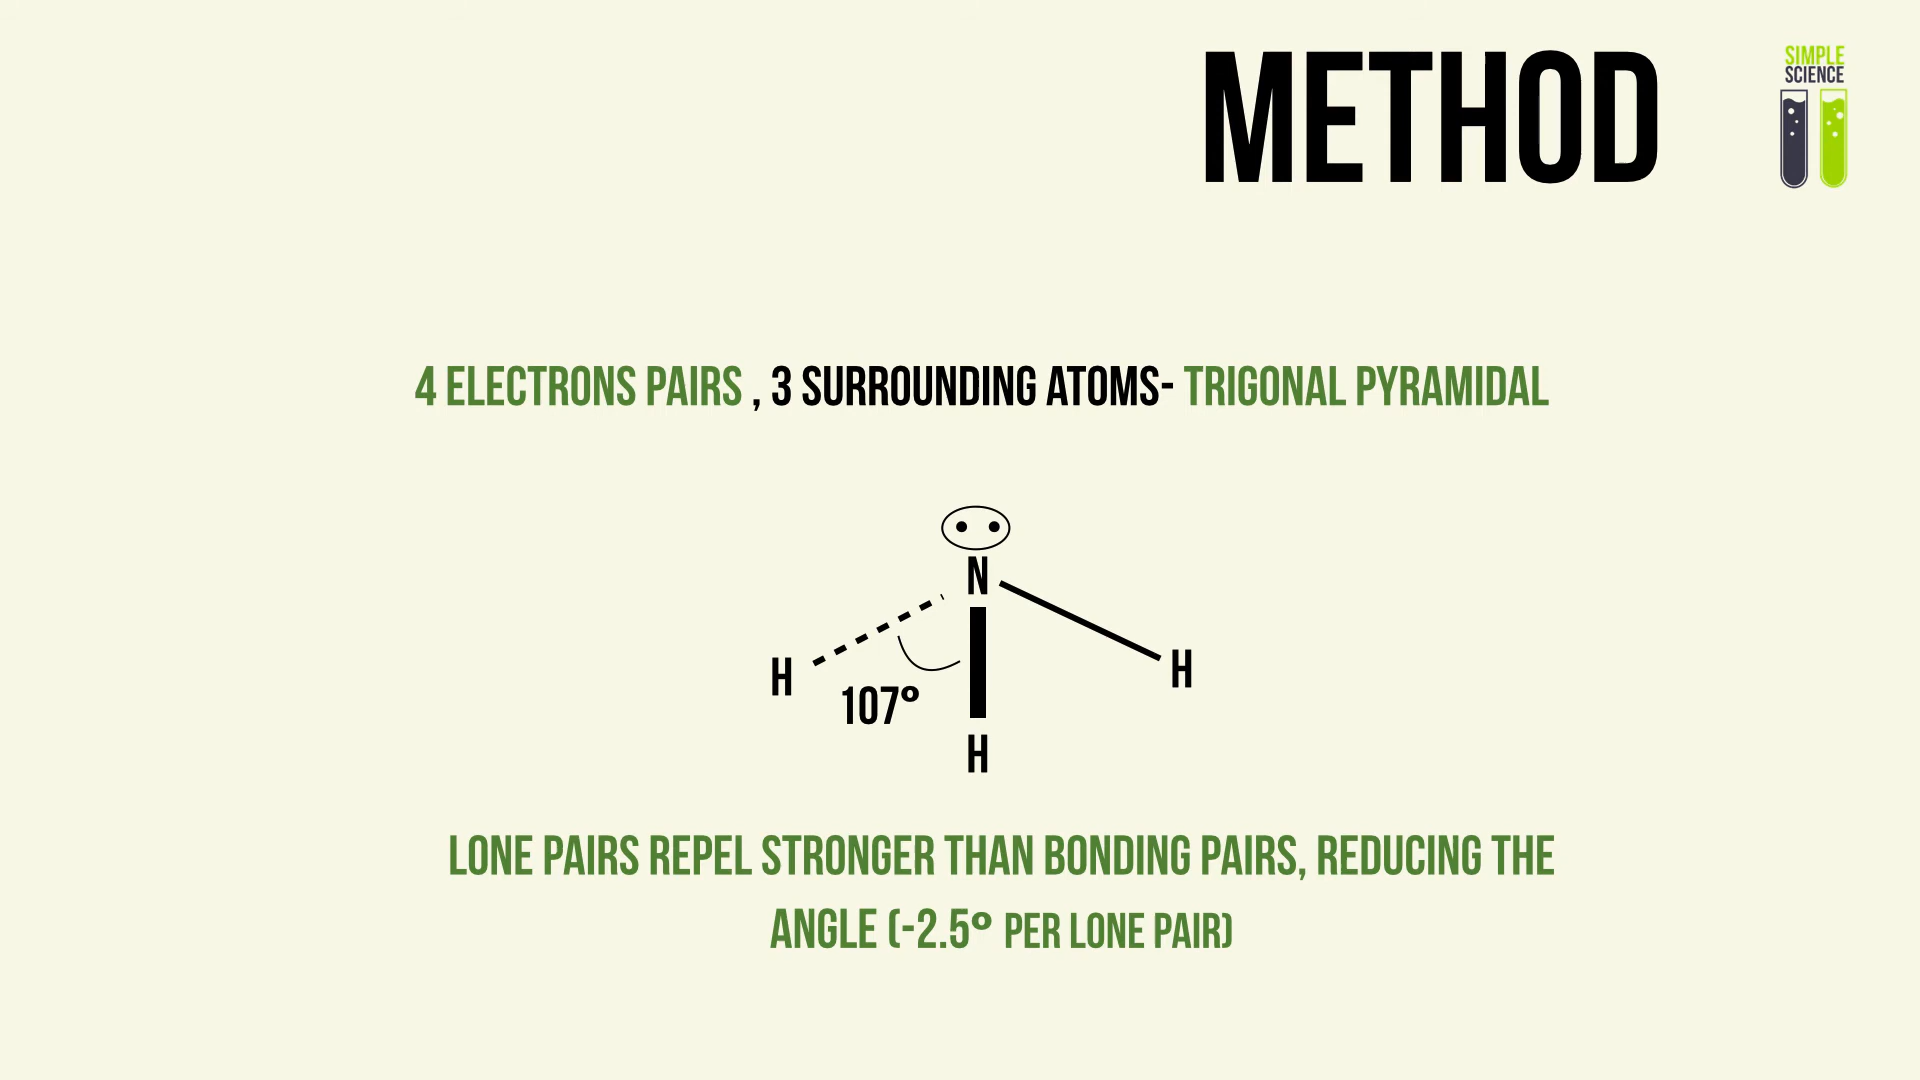 METHOD
SIMPLE
SCIENCE
4 ELECTRONS PAIRS , 3 SURROUNDING ATOMS- TRIGONAL PYRAMIDAL
N
H
H
107°
H
LONE PAIRS REPEL STRONGER THAN BONDING PAIRS, REDUCING THE
ANGLE (-2.5° PER LONE PAIR)